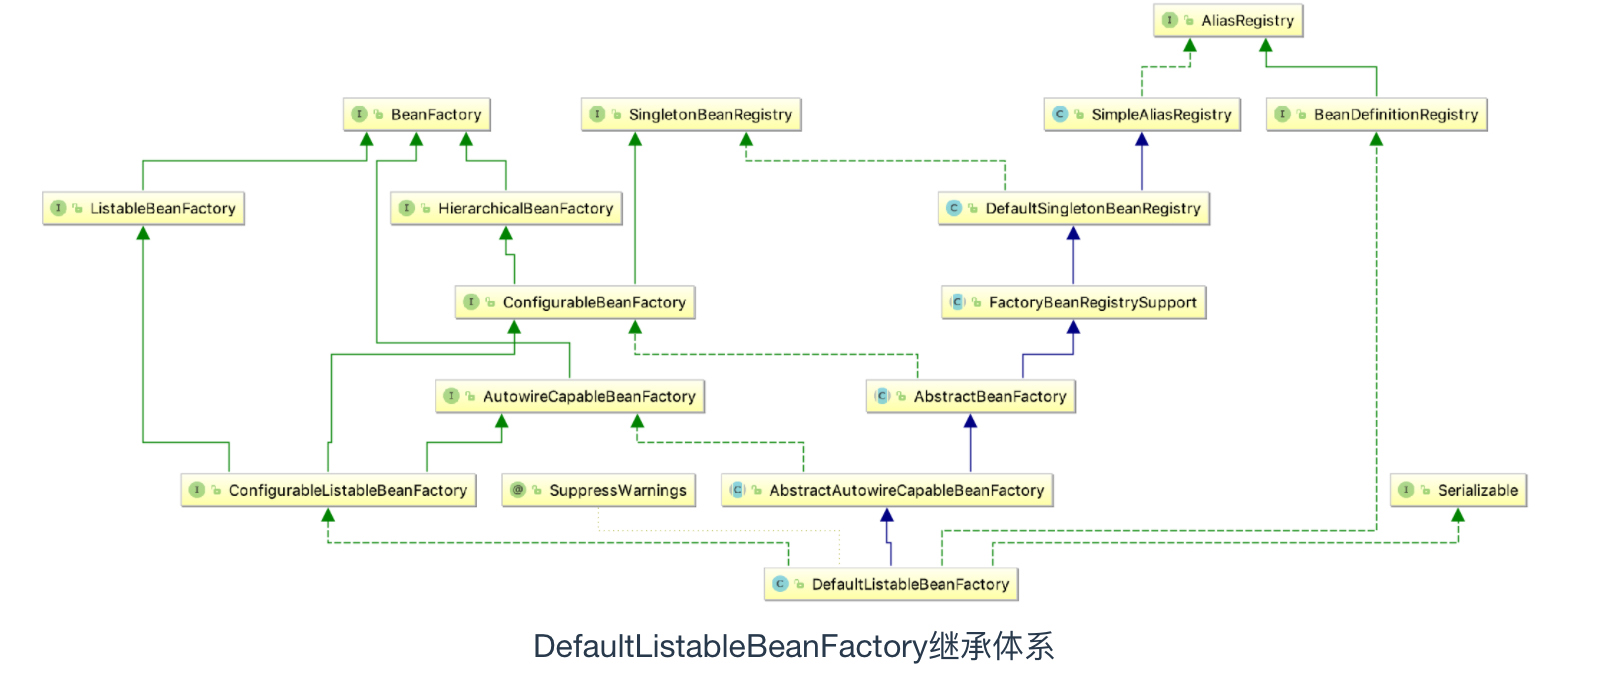 I AliasRegistry
I BeanFactory
I SingletonBeanRegistry
C SimpleAliasRegistry
I BeanDefinitionRegistry
I ListableBeanFactory
I HierarchicalBeanFactory
C DefaultSingletonBeanRegistry
I ConfigurableBeanFactory
C FactoryBeanRegistrySupport
I AutowireCapableBeanFactory
C AbstractBeanFactory
I ConfigurableListableBeanFactory
@ SuppressWarnings
C AbstractAutowireCapableBeanFactory
I Serializable
C DefaultListableBeanFactory
DefaultListableBeanFactory继承体系